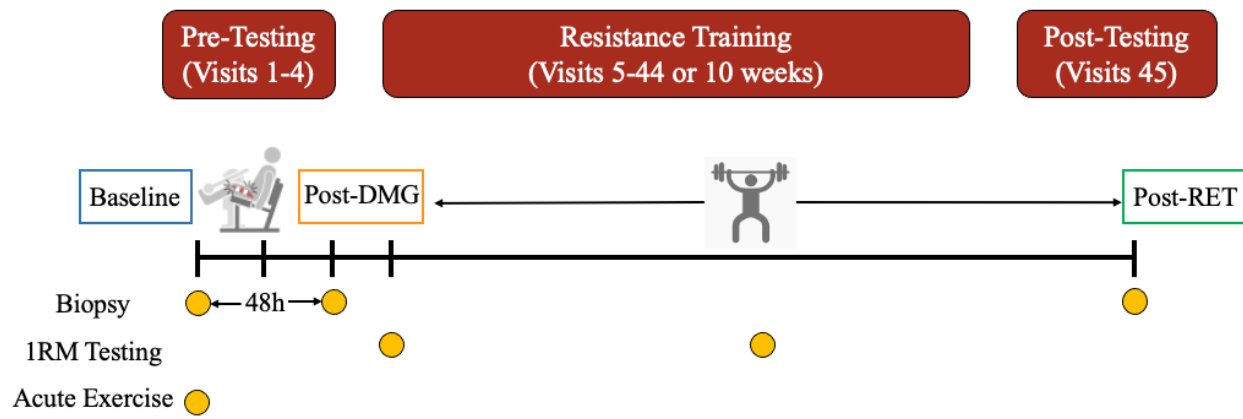 Pre-Testing
(Visits 1-4)
Resistance Training
(Visits 5-44 or 10 weeks)
Post-Testing
(Visits 45)
Baseline
Post-DMG
Post-RET
Biopsy
48h
1RM Testing
Acute Exercise